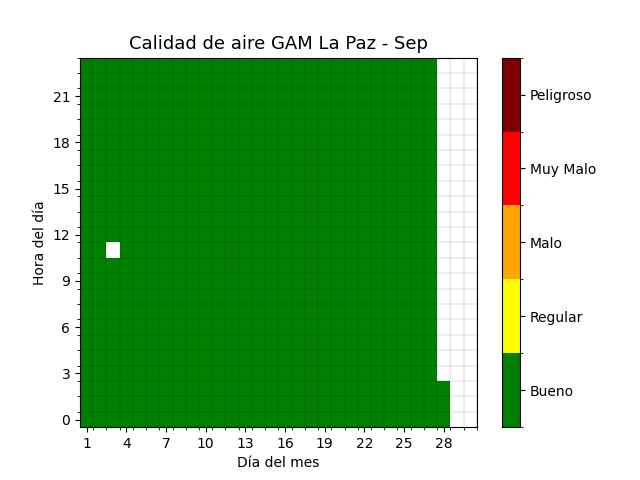 Calidad de aire GAM La Paz - Sep
Hora del día
21
18
15
12
9
6
3
0
1 4 7 10 13 16 19 22 25 28
Día del mes
Peligroso
Muy Malo
Malo
Regular
Bueno